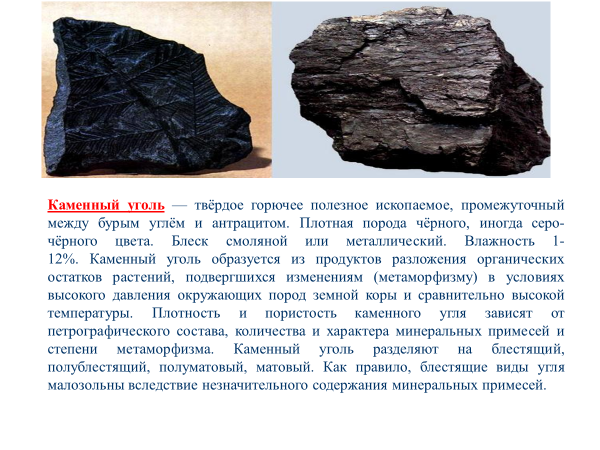 Каменный уголь — твёрдое горючее полезное ископаемое, промежуточный
между бурым углём и антрацитом. Плотная порода чёрного, иногда серо-
чёрного цвета. Блеск смоляной или металлический. Влажность 1-
12%. Каменный уголь образуется из продуктов разложения органических
остатков растений, подвергшихся изменениям (метаморфизму) в условиях
высокого давления окружающих пород земной коры и сравнительно высокой
температуры. Плотность и пористость каменного угля зависят от
петрографического состава, количества и характера минеральных примесей и
степени метаморфизма. Каменный уголь разделяют на блестящий,
полублестящий, полуматовый, матовый. Как правило, блестящие виды угля
малозольны вследствие незначительного содержания минеральных примесей.